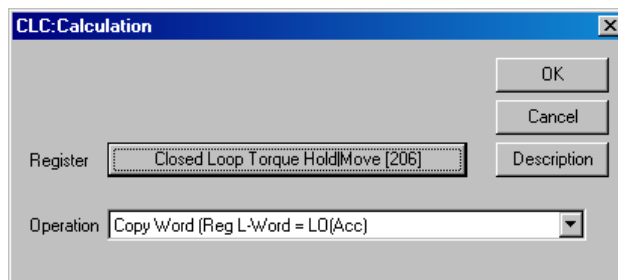 CLC:Calculation
OK
Cancel
Register Closed Loop Torque Hold|Move [206] Description
Operation Copy Word (Reg L-Word = LO(Acc)